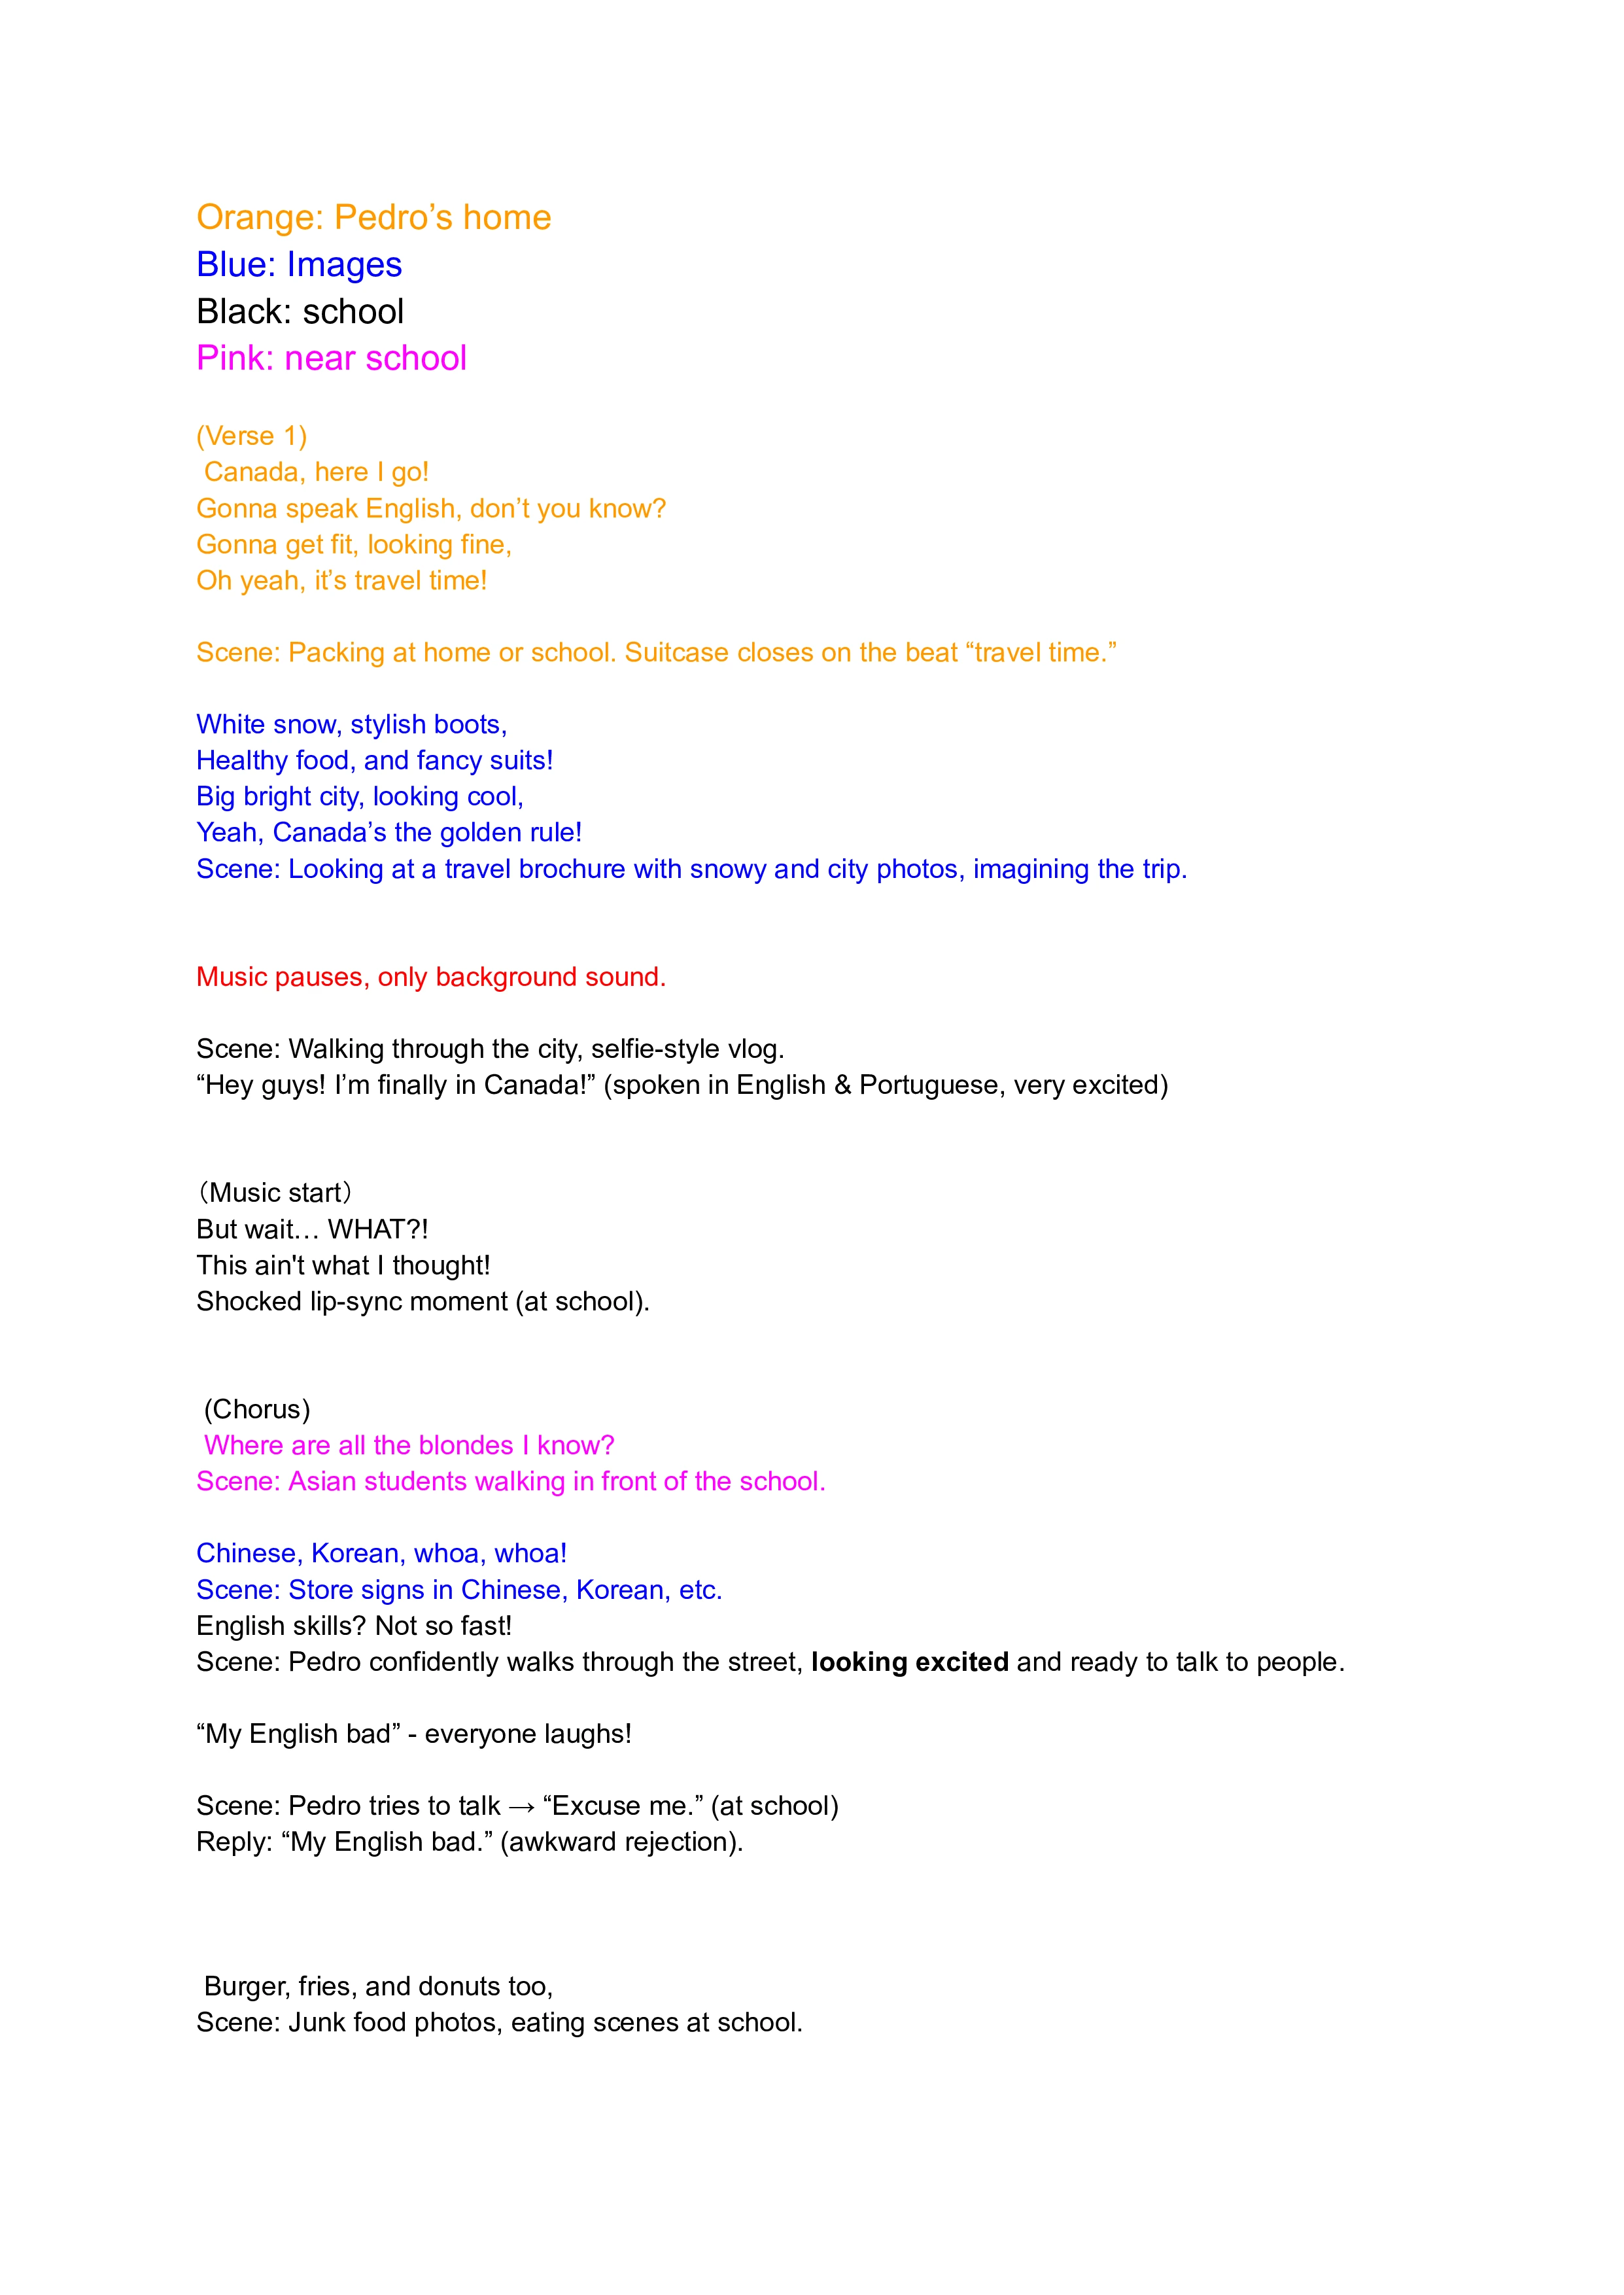 Orange: Pedro’s home
Blue: Images
Black: school
Pink: near school
(Verse 1)
Canada, here I go!
Gonna speak English, don’t you know?
Gonna get fit, looking fine,
Oh yeah, it’s travel time!
Scene: Packing at home or school. Suitcase closes on the beat “travel time.”
White snow, stylish boots,
Healthy food, and fancy suits!
Big bright city, looking cool,
Yeah, Canada’s the golden rule!
Scene: Looking at a travel brochure with snowy and city photos, imagining the trip.
Music pauses, only background sound.
Scene: Walking through the city, selfie-style vlog.
“Hey guys! I’m finally in Canada!” (spoken in English & Portuguese, very excited)
（Music start）
But wait… WHAT?!
This ain't what I thought!
Shocked lip-sync moment (at school).
(Chorus)
Where are all the blondes I know?
Scene: Asian students walking in front of the school.
Chinese, Korean, whoa, whoa!
Scene: Store signs in Chinese, Korean, etc.
English skills? Not so fast!
Scene: Pedro confidently walks through the street, looking excited and ready to talk to people.
“My English bad” - everyone laughs!
Scene: Pedro tries to talk → “Excuse me.” (at school)
Reply: “My English bad.” (awkward rejection).
Burger, fries, and donuts too,
Scene: Junk food photos, eating scenes at school.